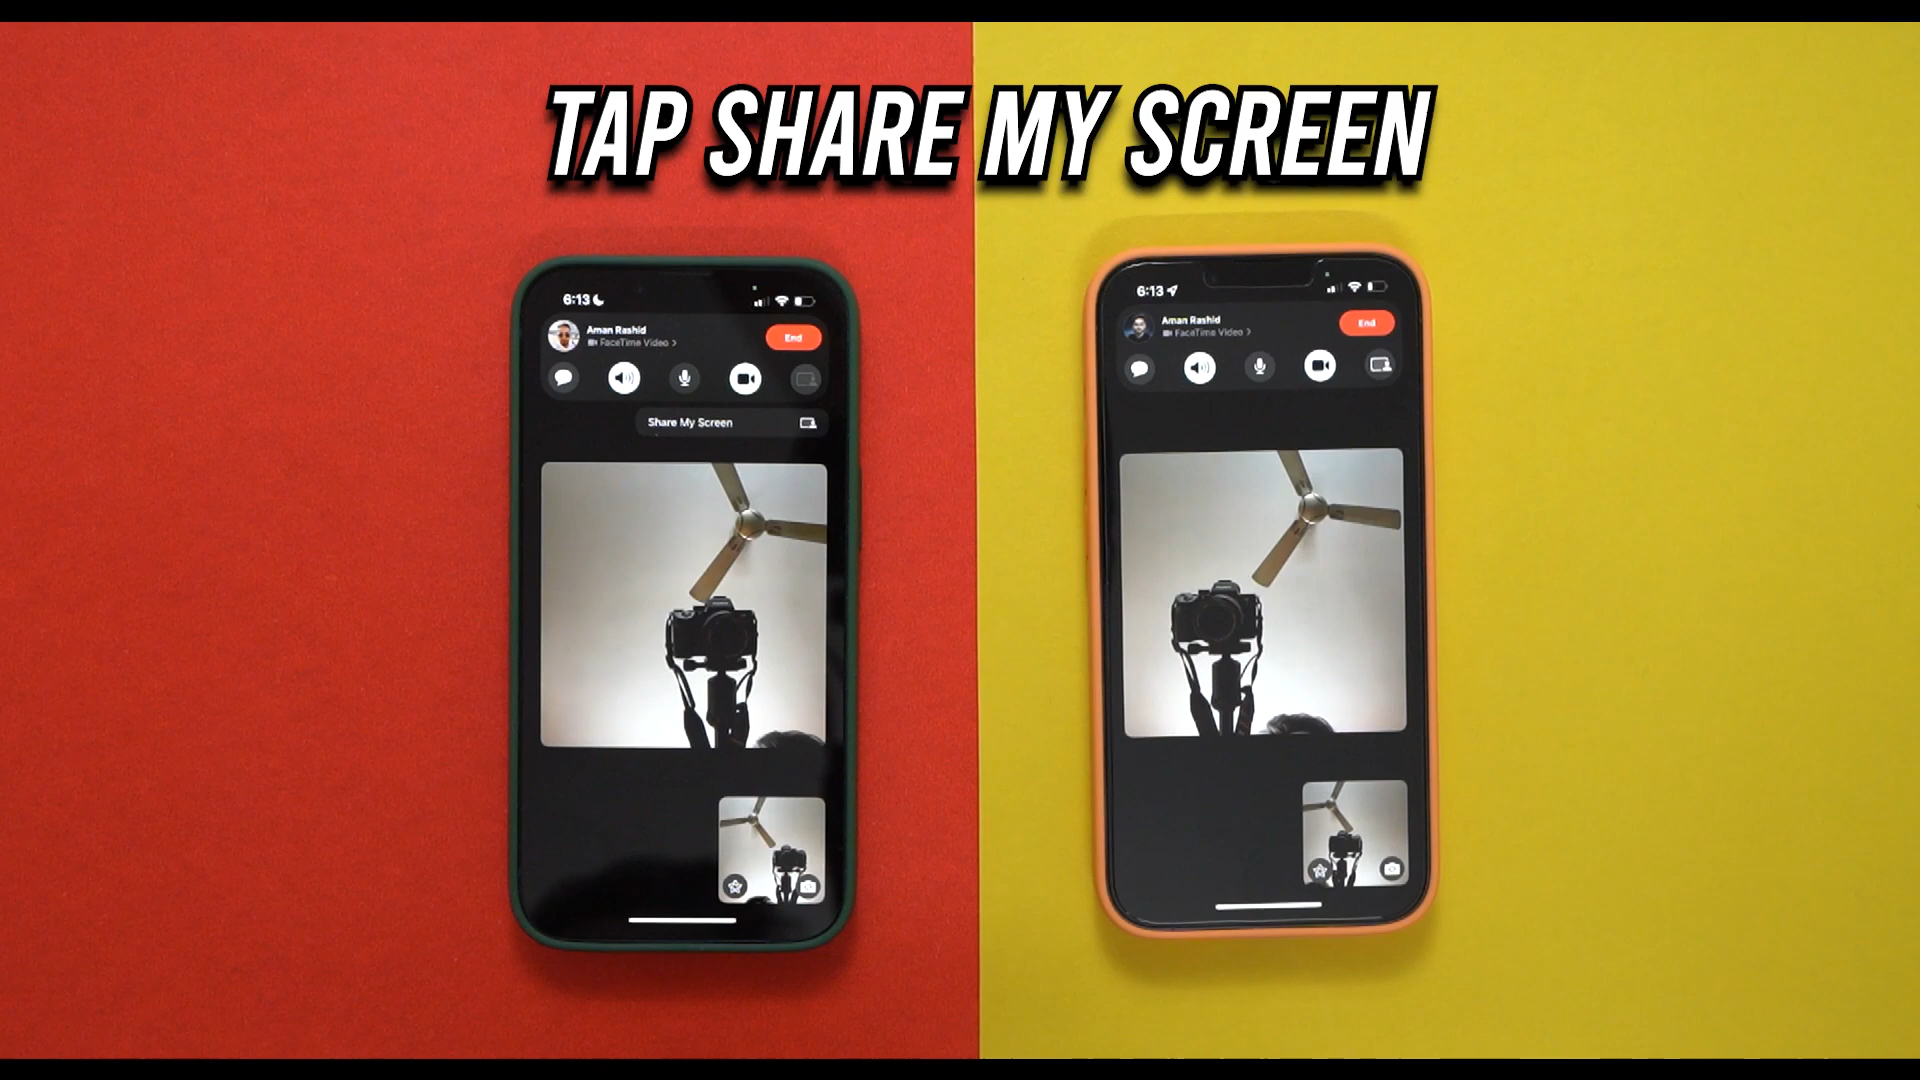 TAP SHARE MY SCREEN
6:13
Aman Rashid
FaceTime Video >
End
Share My Screen
6:13
Aman Rashid
FaceTime Video >
End